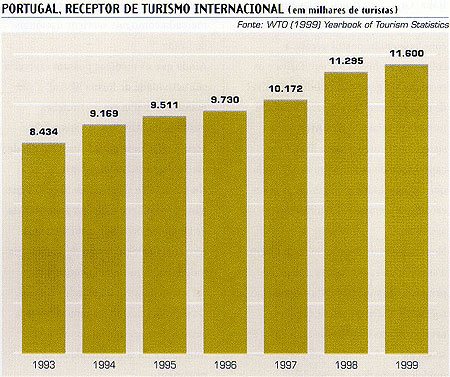 PORTUGAL, RECEPTOR DE TURISMO INTERNACIONAL (em milhares de turistas)
Fonte: WTO (1999) Yearbook of Tourism Statistics
8.434 9.169 9.511 9.730 10.172 11.295 11.600
1993 1994 1995 1996 1997 1998 1999